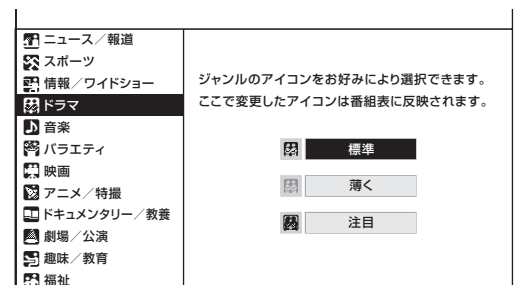 ニュース／報道
スポーツ
情報／ワイドショー
ドラマ
音楽
バラエティ
映画
アニメ／特撮
ドキュメンタリー／教養
劇場／公演
趣味／教育
福祉
ジャンルのアイコンをお好みにより選択できます。
ここで変更したアイコンは番組表に反映されます。
標準
薄く
注目